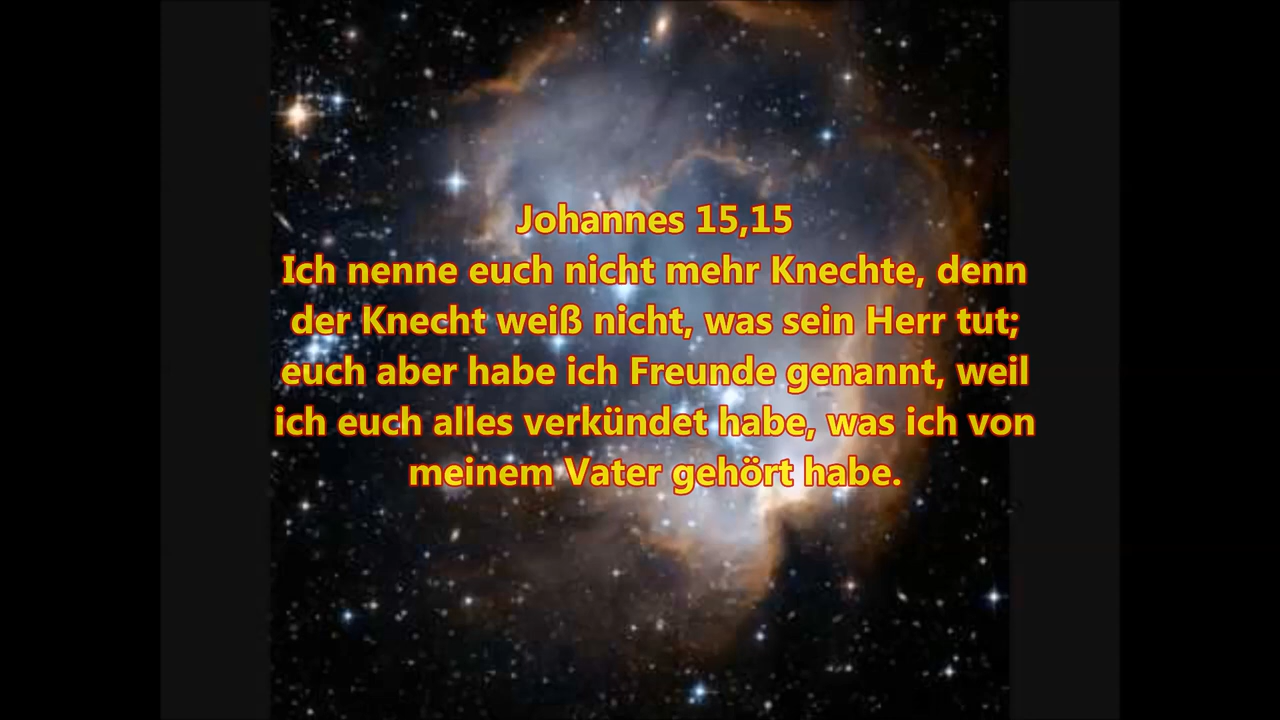 Johannes 15,15
Ich nenne euch nicht mehr Knechte, denn
der Knecht weiß nicht, was sein Herr tut;
euch aber habe ich Freunde genannt, weil
ich euch alles verkündet habe, was ich von
meinem Vater gehört habe.